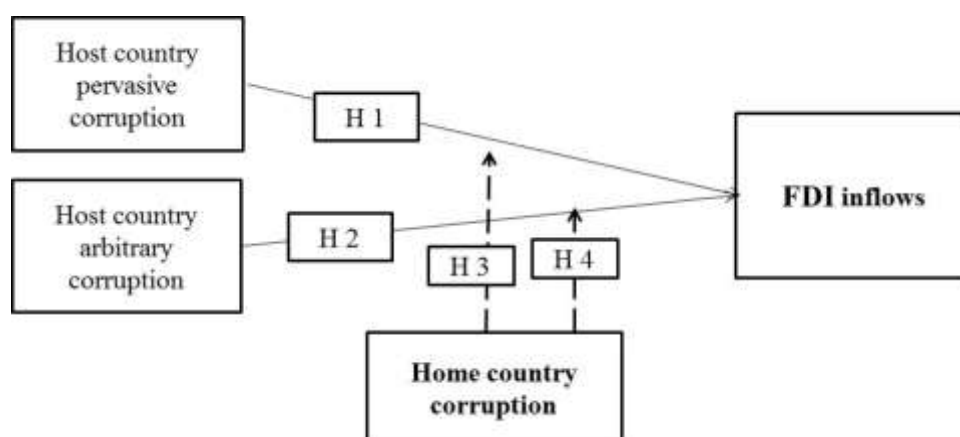 Host country
pervasive
corruption
H 1
Host country
arbitrary
corruption
H 2
H 3
H 4
FDI inflows
Home country
corruption